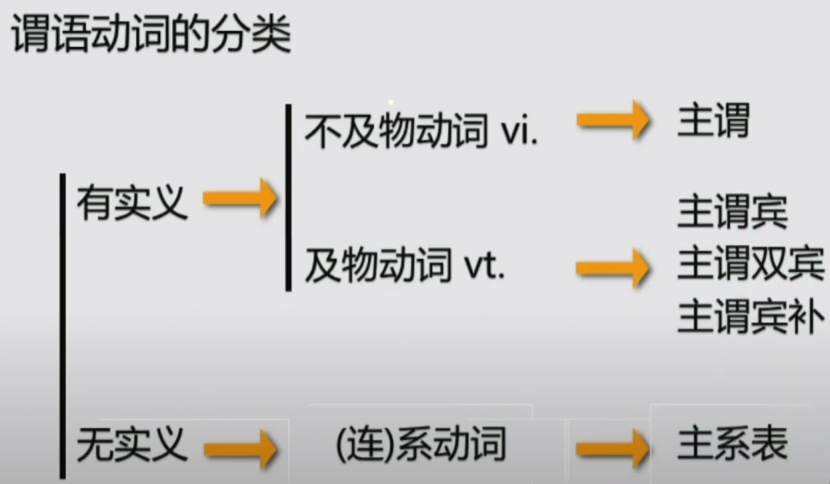 谓语动词的分类
不及物动词 vi.
主谓
有实义
主谓宾
及物动词 vt.
主谓双宾
主谓宾补
无实义
(连)系动词
主系表